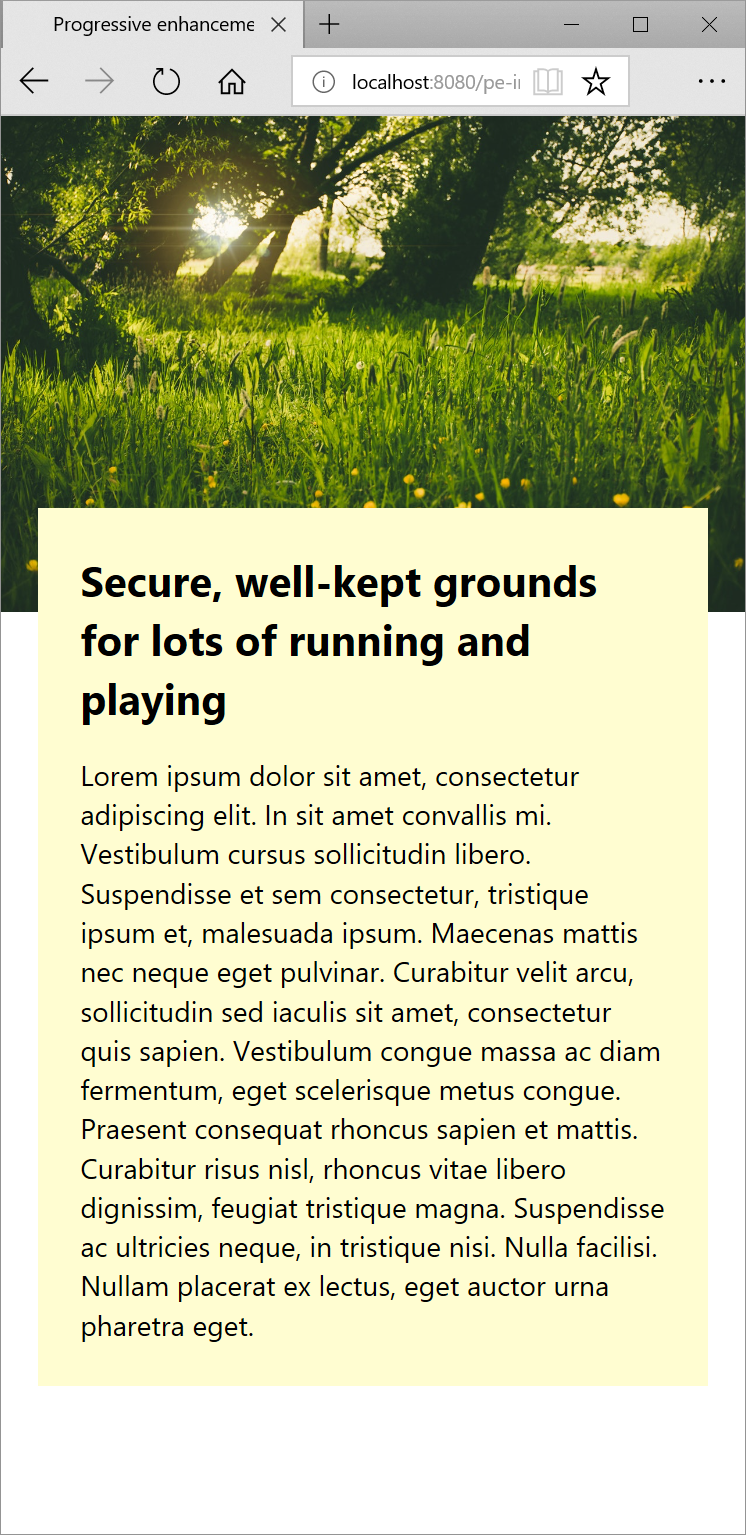 Progressive enhanceme
localhost:8080/pe-i
Secure, well-kept grounds
for lots of running and
playing
Lorem ipsum dolor sit amet, consectetur
adipiscing elit. In sit amet convallis mi.
Vestibulum cursus sollicitudin libero.
Suspendisse et sem consectetur, tristique
ipsum et, malesuada ipsum. Maecenas mattis
nec neque eget pulvinar. Curabitur velit arcu,
sollicitudin sed iaculis sit amet, consectetur
quis sapien. Vestibulum congue massa ac diam
fermentum, eget scelerisque metus congue.
Praesent consequat rhoncus sapien et mattis.
Curabitur risus nisl, rhoncus vitae libero
dignissim, feugiat tristique magna. Suspendisse
ac ultricies neque, in tristique nisi. Nulla facilisi.
Nullam placerat ex lectus, eget auctor urna
pharetra eget.